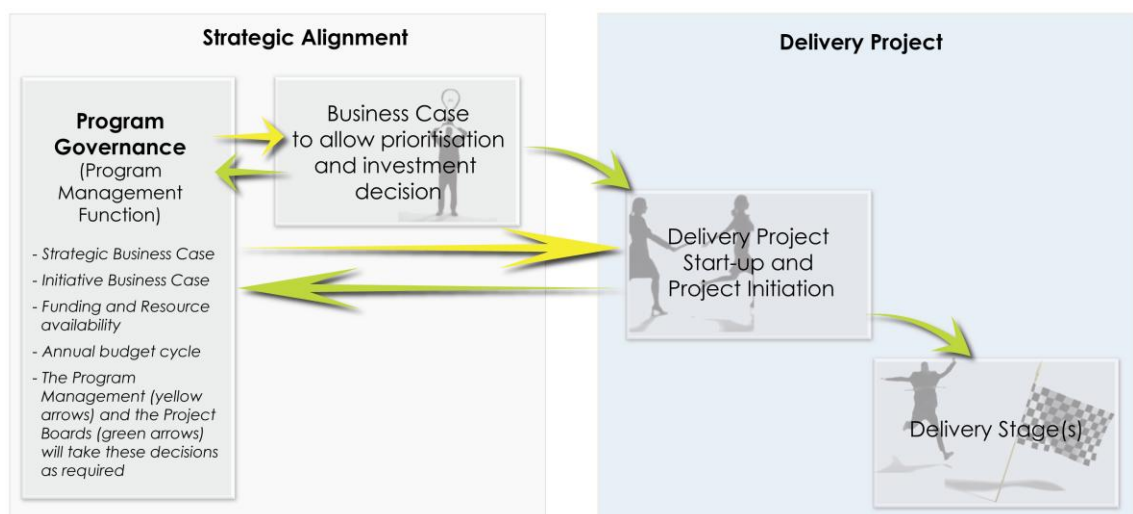 Strategic Alignment
Program
Governance
(Program
Management
Function)
- Strategic Business Case
- Initiative Business Case
- Funding and Resource
availability
- Annual budget cycle
- The Program
Management (yellow
arrows) and the Project
Boards (green arrows)
will take these decisions
as required
Business Case
to allow prioritisation
and investment
decision
Delivery Project
Delivery Project
Start-up and
Project Initiation
Delivery Stage(s)